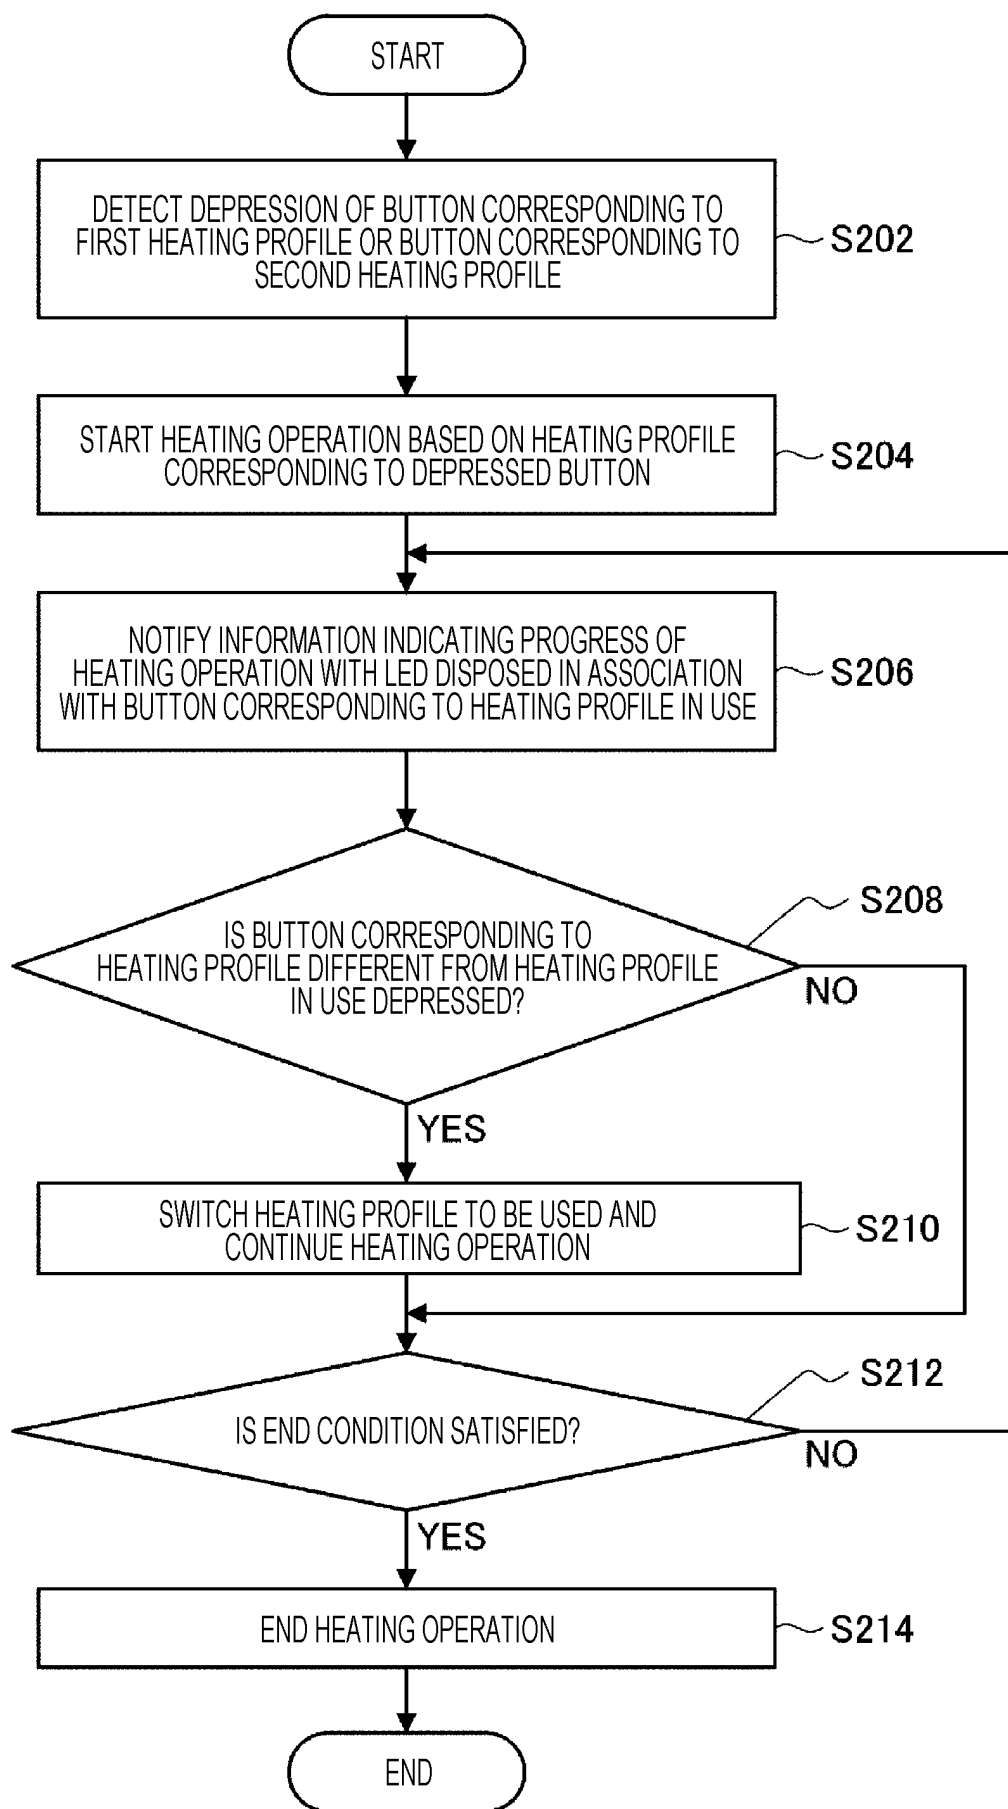 START
DETECT DEPRESSION OF BUTTON CORRESPONDING TO
FIRST HEATING PROFILE OR BUTTON CORRESPONDING TO
SECOND HEATING PROFILE
S202
START HEATING OPERATION BASED ON HEATING PROFILE
CORRESPONDING TO DEPRESSED BUTTON
S204
NOTIFY INFORMATION INDICATING PROGRESS OF
HEATING OPERATION WITH LED DISPOSED IN ASSOCIATION
WITH BUTTON CORRESPONDING TO HEATING PROFILE IN USE
S206
IS BUTTON CORRESPONDING TO
HEATING PROFILE DIFFERENT FROM HEATING PROFILE
IN USE DEPRESSED?
S208
NO
YES
SWITCH HEATING PROFILE TO BE USED AND
CONTINUE HEATING OPERATION
S210
IS END CONDITION SATISFIED?
S212
NO
YES
END HEATING OPERATION
S214
END